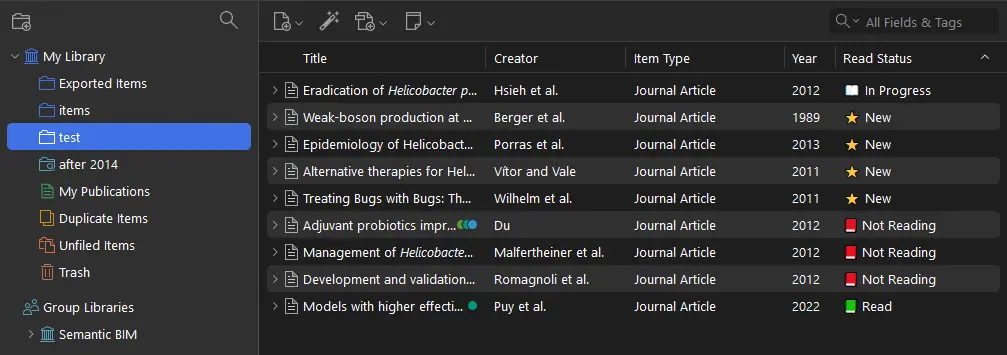 All Fields & Tags
My Library
Exported Items
items
test
after 2014
My Publications
Duplicate Items
Unfiled Items
Trash
Group Libraries
Semantic BIM
Title Creator Item Type Year Read Status
Eradication of Helicobacter p... Hsieh et al. Journal Article 2012 In Progress
Weak-boson production at ... Berger et al. Journal Article 1989 New
Epidemiology of Helicobact... Porras et al. Journal Article 2013 New
Alternative therapies for Hel... Vítor and Vale Journal Article 2011 New
Treating Bugs with Bugs: Th... Wilhelm et al. Journal Article 2011 New
Adjuvant probiotics impr... Du Journal Article 2012 Not Reading
Management of Helicobacte... Malfertheiner et al. Journal Article 2012 Not Reading
Development and validation... Romagnoli et al. Journal Article 2012 Not Reading
Models with higher effecti... Puy et al. Journal Article 2022 Read